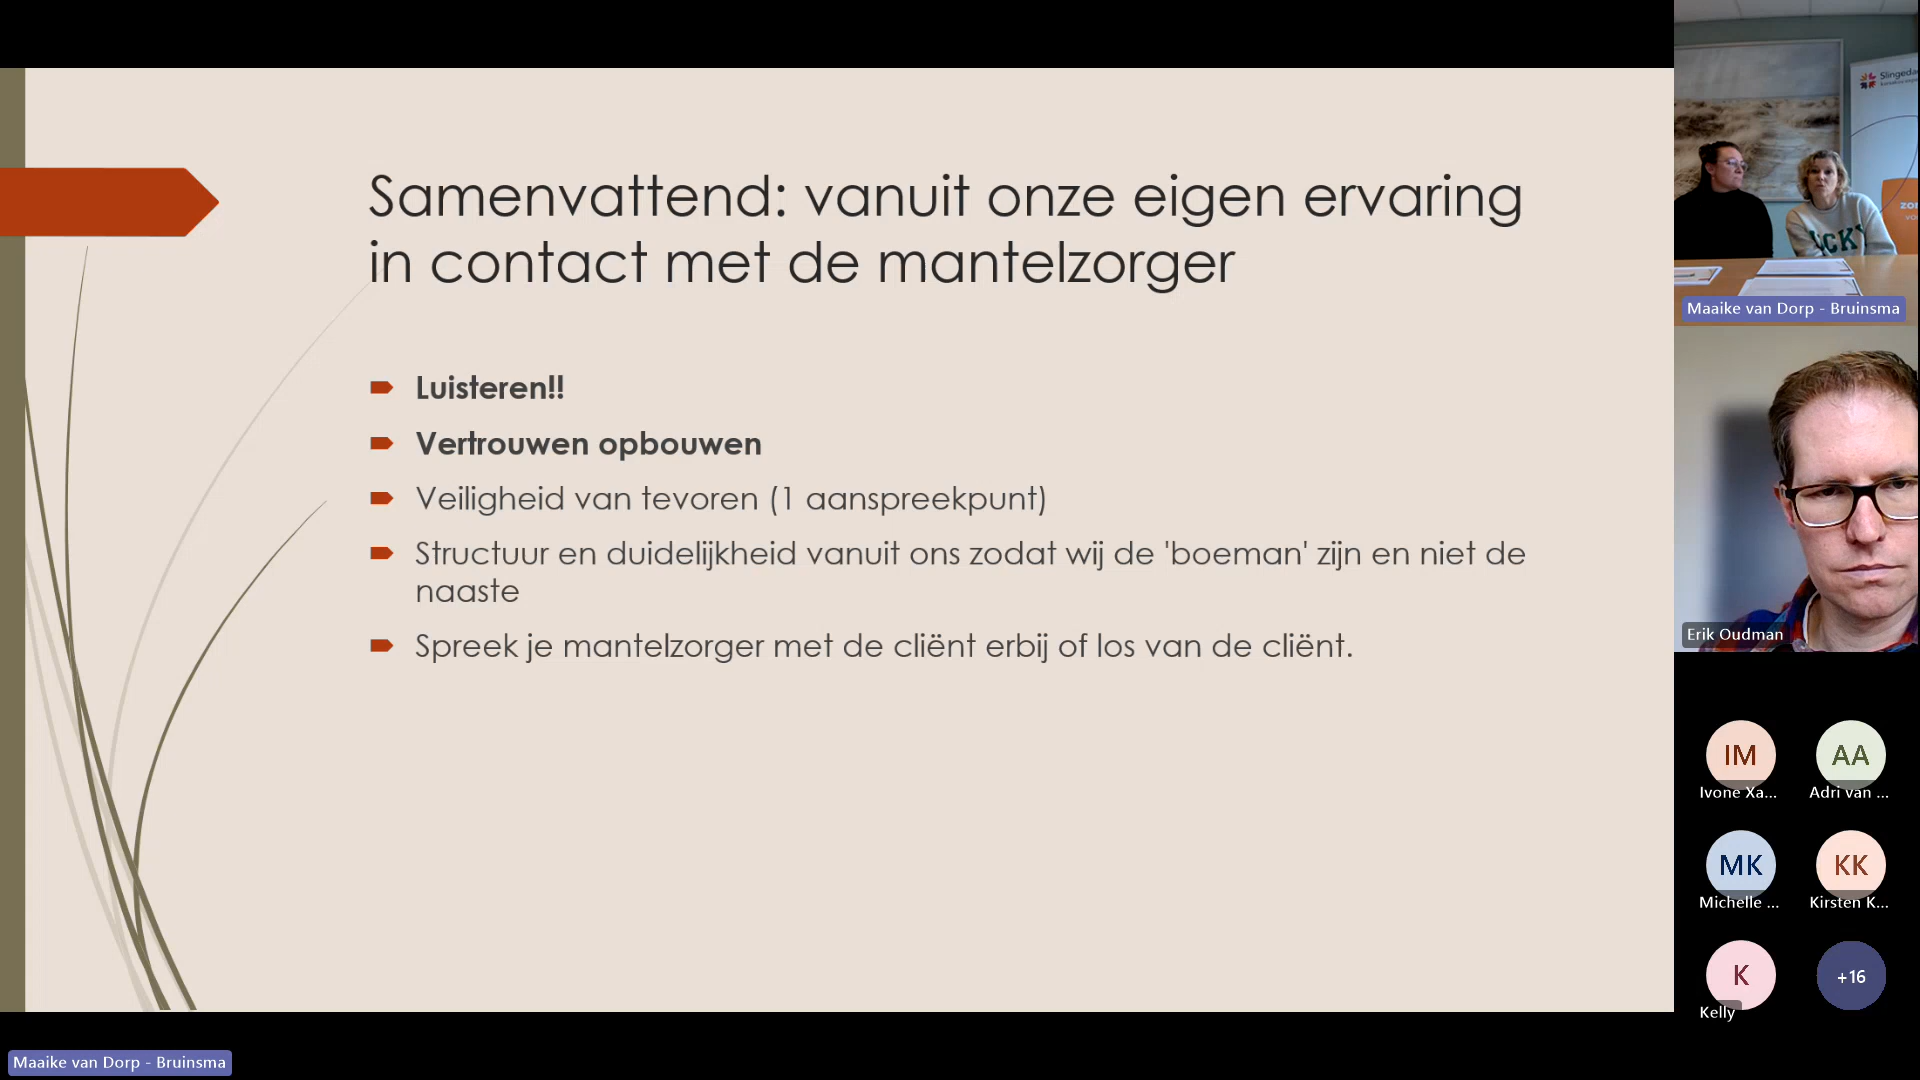 Samenvattend: vanuit onze eigen ervaring
in contact met de mantelzorger
Luisteren!!
Vertrouwen opbouwen
Veiligheid van tevoren (1 aanspreekpunt)
Structuur en duidelijkheid vanuit ons zodat wij de 'boeman' zijn en niet de
naaste
Spreek je mantelzorger met de cliënt erbij of los van de cliënt.
Maaike van Dorp - Bruinsma
Slingeda
zor
LUCKY
Maaike van Dorp - Bruinsma
Erik Oudman
IM
Ivone Xa...
AA
Adri van ...
MK
Michelle ...
KK
Kirsten K...
K
Kelly
+16